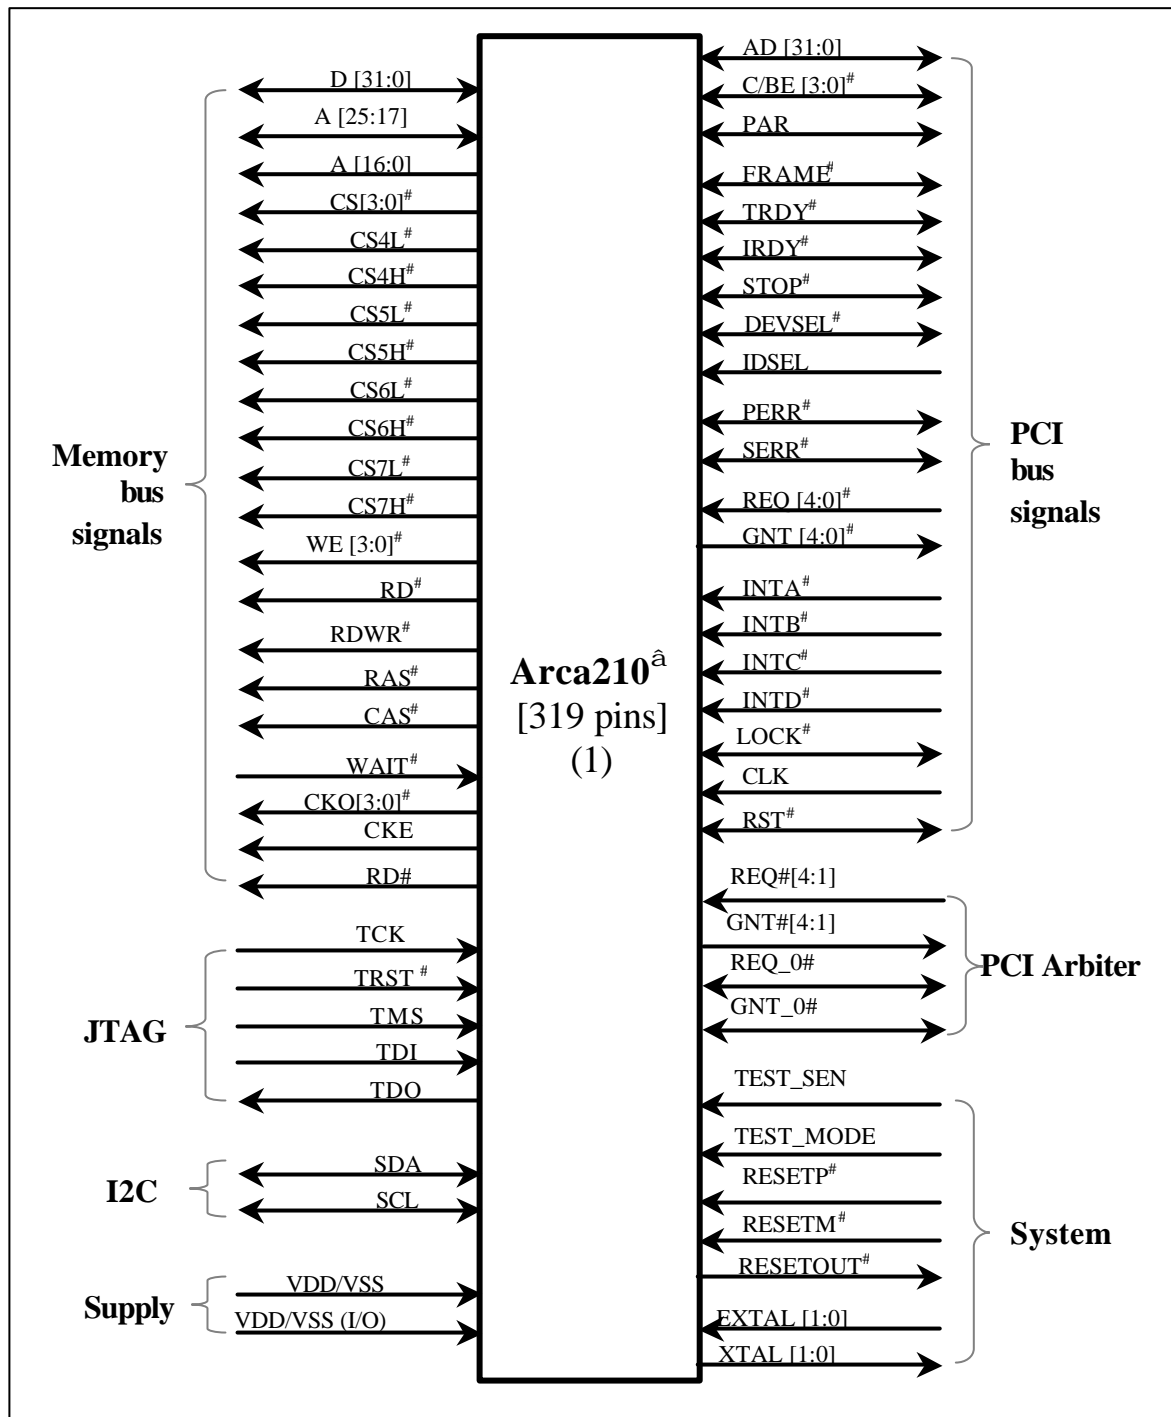 D [31:0]
A [25:17]
A [16:0]
CS[3:0]#
CS4L#
CS4H#
CS5L#
CS5H#
CS6L#
CS6H#
CS7L#
CS7H#
WE [3:0]#
RD#
RDWR#
RAS#
CAS#
WAIT#
CKO[3:0]#
CKE
RD#
Memory
bus
signals
TCK
TRST #
TMS
TDI
TDO
JTAG
SDA
SCL
I2C
VDD/VSS
VDD/VSS (I/O)
Supply
Arca210â
[319 pins]
(1)
AD [31:0]
C/BE [3:0]#
PAR
FRAME#
TRDY#
IRDY#
STOP#
DEVSEL#
IDSEL
PERR#
SERR#
REQ [4:0]#
GNT [4:0]#
INTA#
INTB#
INTC#
INTD#
LOCK#
CLK
RST#
PCI
bus
signals
REQ#[4:1]
GNT#[4:1]
REQ_0#
GNT_0#
PCI Arbiter
TEST_SEN
TEST_MODE
RESETP#
RESETM#
RESETOUT#
EXTAL [1:0]
XTAL [1:0]
System